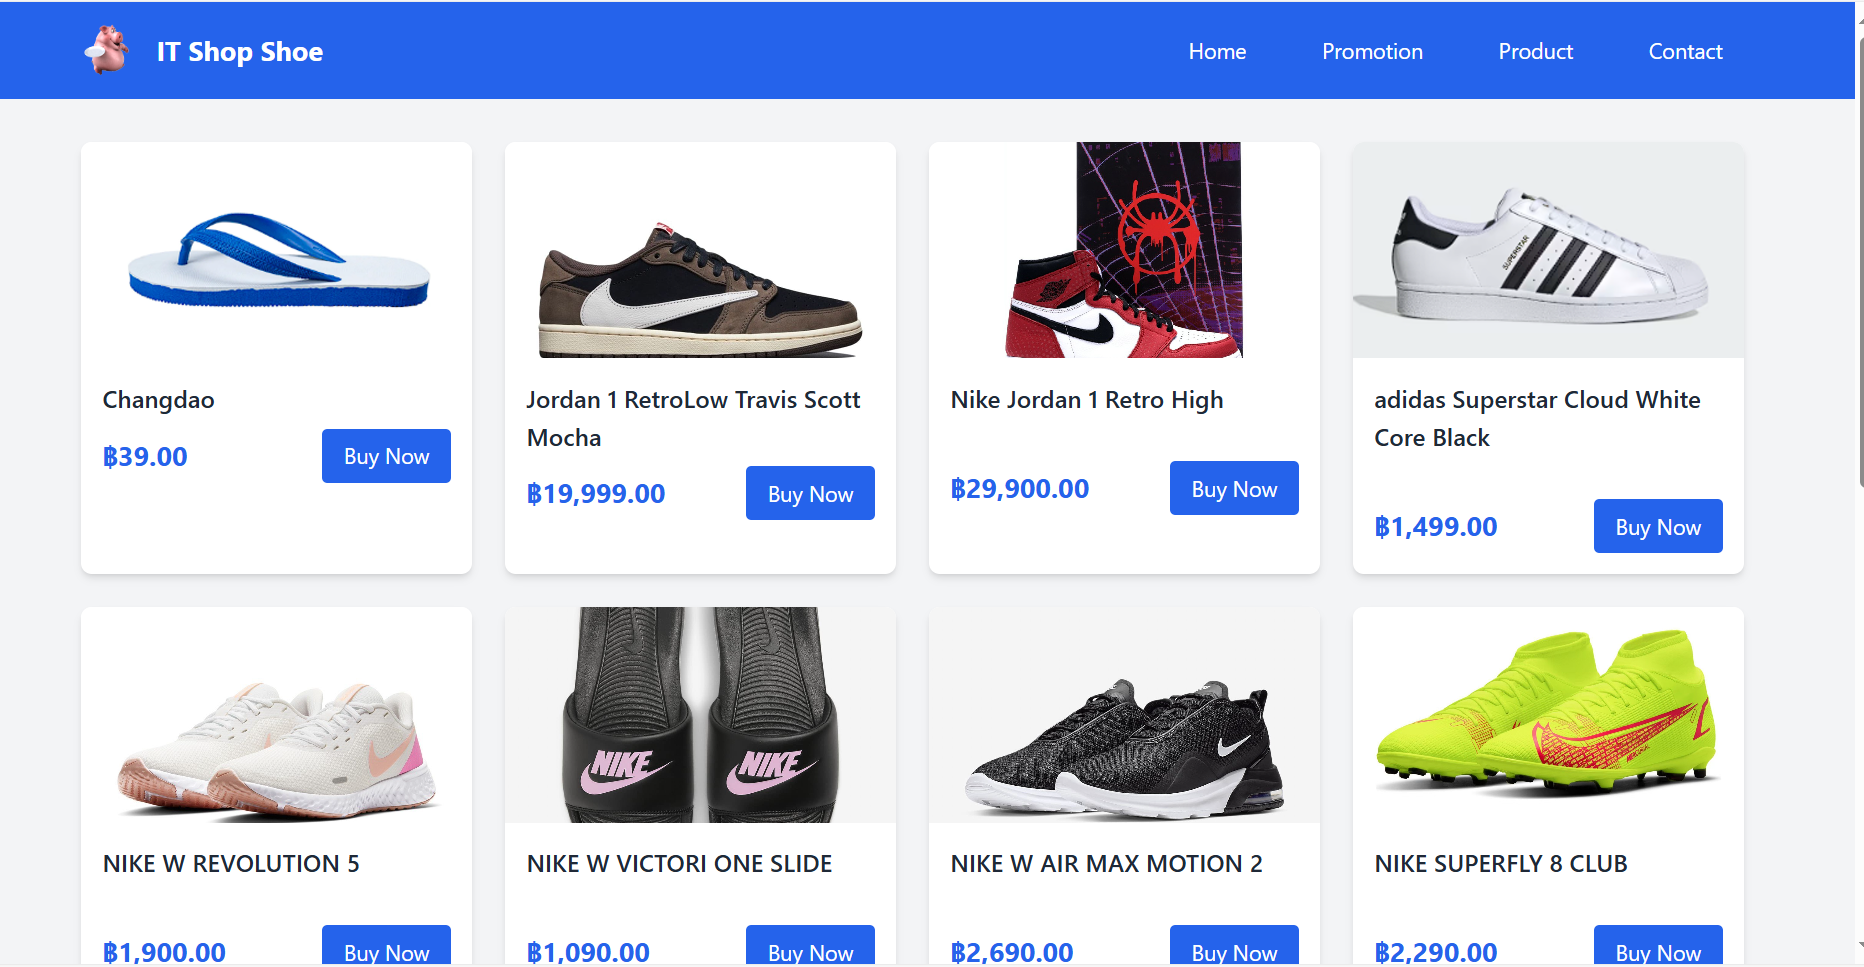 IT Shop Shoe
Home
Promotion
Product
Contact
SUPERSTAR
Changdao
฿39.00
Buy Now
Jordan 1 RetroLow Travis Scott
Mocha
฿19,999.00
Buy Now
Nike Jordan 1 Retro High
฿29,900.00
Buy Now
adidas Superstar Cloud White
Core Black
฿1,499.00
Buy Now
NIKE
NIKE
NIKE W REVOLUTION 5
฿1,900.00
Buy Now
NIKE W VICTORI ONE SLIDE
฿1,090.00
Buy Now
NIKE W AIR MAX MOTION 2
฿2,690.00
Buy Now
NIKE SUPERFLY 8 CLUB
฿2,290.00
Buy Now